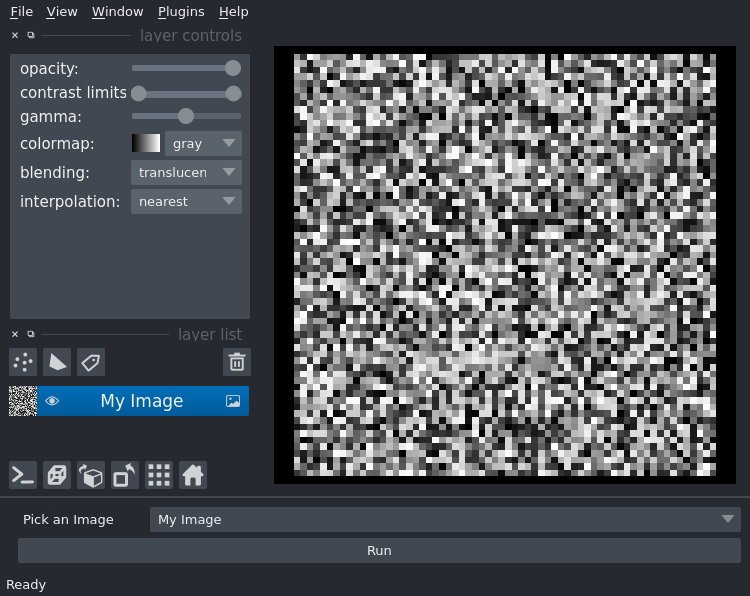 File View Window Plugins Help
layer controls
opacity:
contrast limits
gamma:
colormap: gray
blending: translucen
interpolation: nearest
layer list
My Image
Pick an Image My Image
Run
Ready